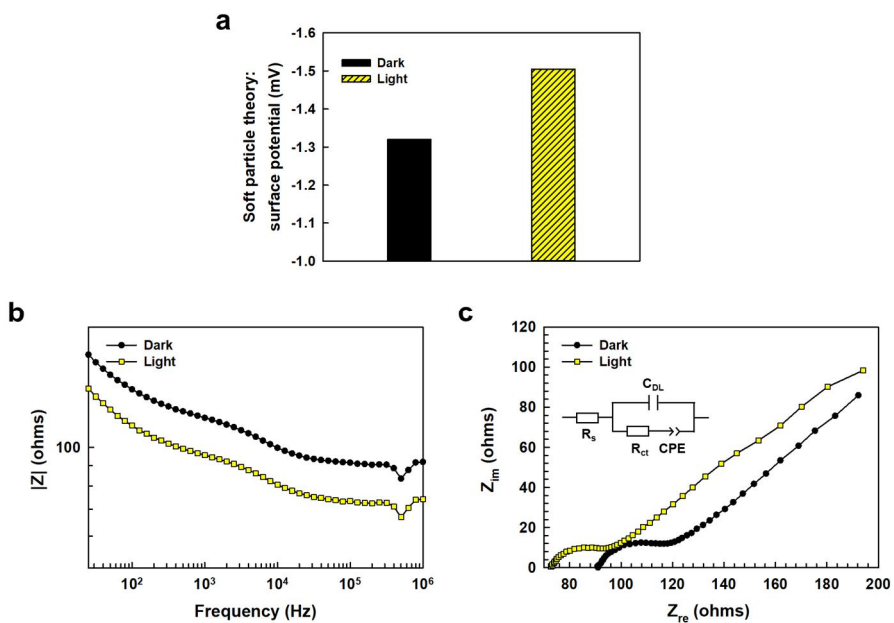 a
Soft particle theory:
surface potential (mV)
-1.6
-1.5
-1.4
-1.3
-1.2
-1.1
-1.0
Dark
Light
b
|Z| (ohms)
100
Dark
Light
10²
10³
10⁴
10⁵
10⁶
Frequency (Hz)
c
Z_im (ohms)
120
100
80
60
40
20
0
Dark
Light
C_DL
R_s
R_ct CPE
80 100 120 140 160 180 200
Z_re (ohms)